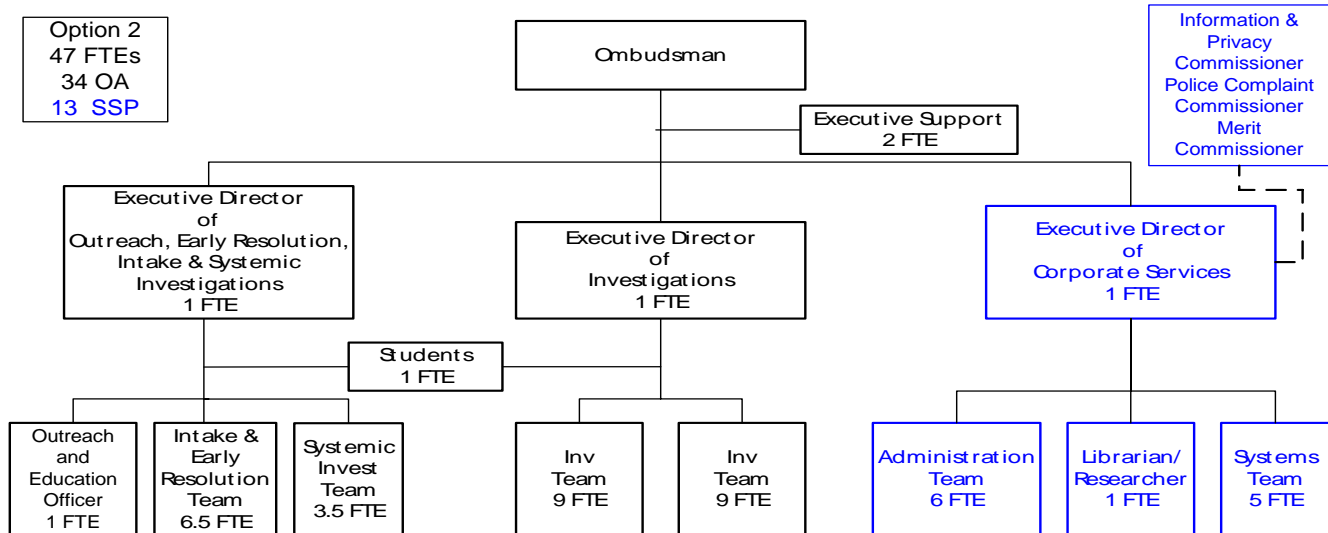 Option 2
47 FTEs
34 OA
13 SSP
Ombudsman
Information &
Privacy
Commissioner
Police Complaint
Commissioner
Merit
Commissioner
Executive Support
2 FTE
Executive Director
of
Outreach, Early Resolution,
Intake & Systemic
Investigations
1 FTE
Executive Director
of
Investigations
1 FTE
Executive Director
of
Corporate Services
1 FTE
Students
1 FTE
Outreach
and
Education
Officer
1 FTE
Intake &
Early
Resolution
Team
6.5 FTE
Systemic
Invest
Team
3.5 FTE
Inv
Team
9 FTE
Inv
Team
9 FTE
Administration
Team
6 FTE
Librarian/
Researcher
1 FTE
Systems
Team
5 FTE